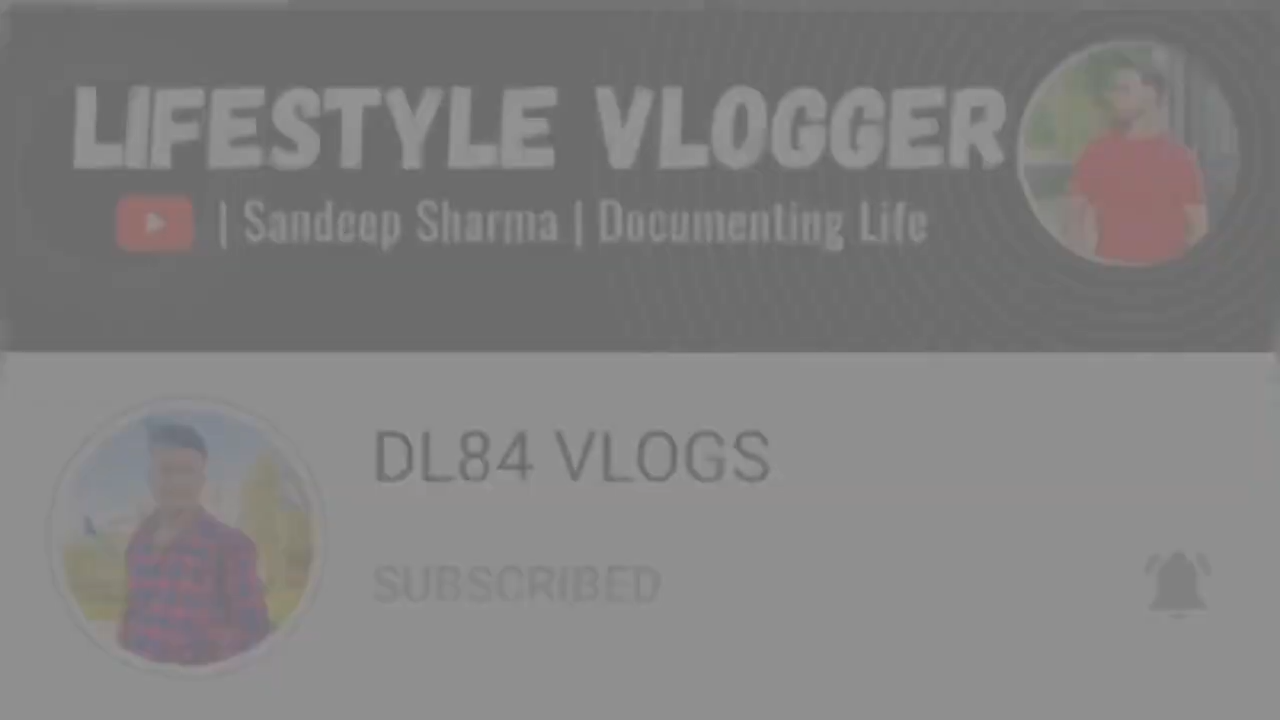 LIFESTYLE VLOGGER
| Sandeep Sharma | Documenting Life
DL84 VLOGS
SUBSCRIBED